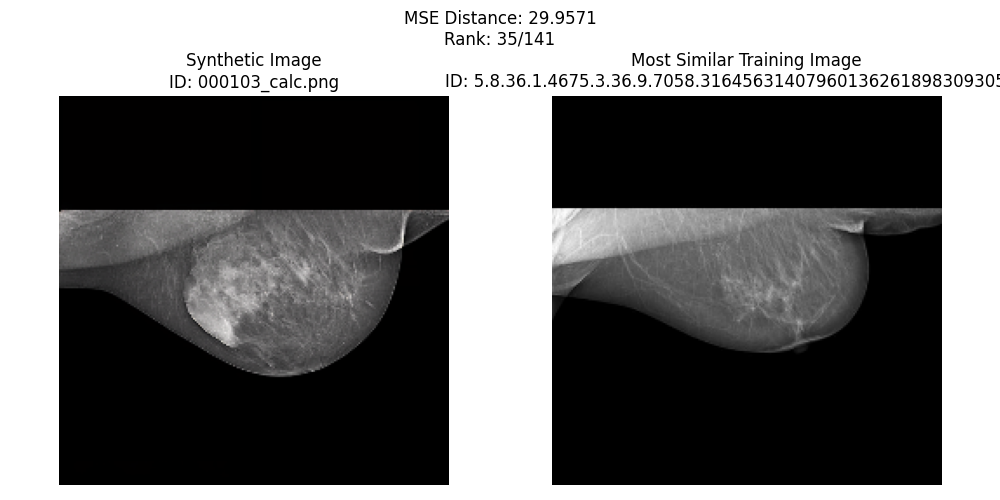 MSE Distance: 29.9571
Rank: 35/141
Synthetic Image
ID: 000103_calc.png
Most Similar Training Image
ID: 5.8.36.1.4675.3.36.9.7058.31645631407960136261898309305